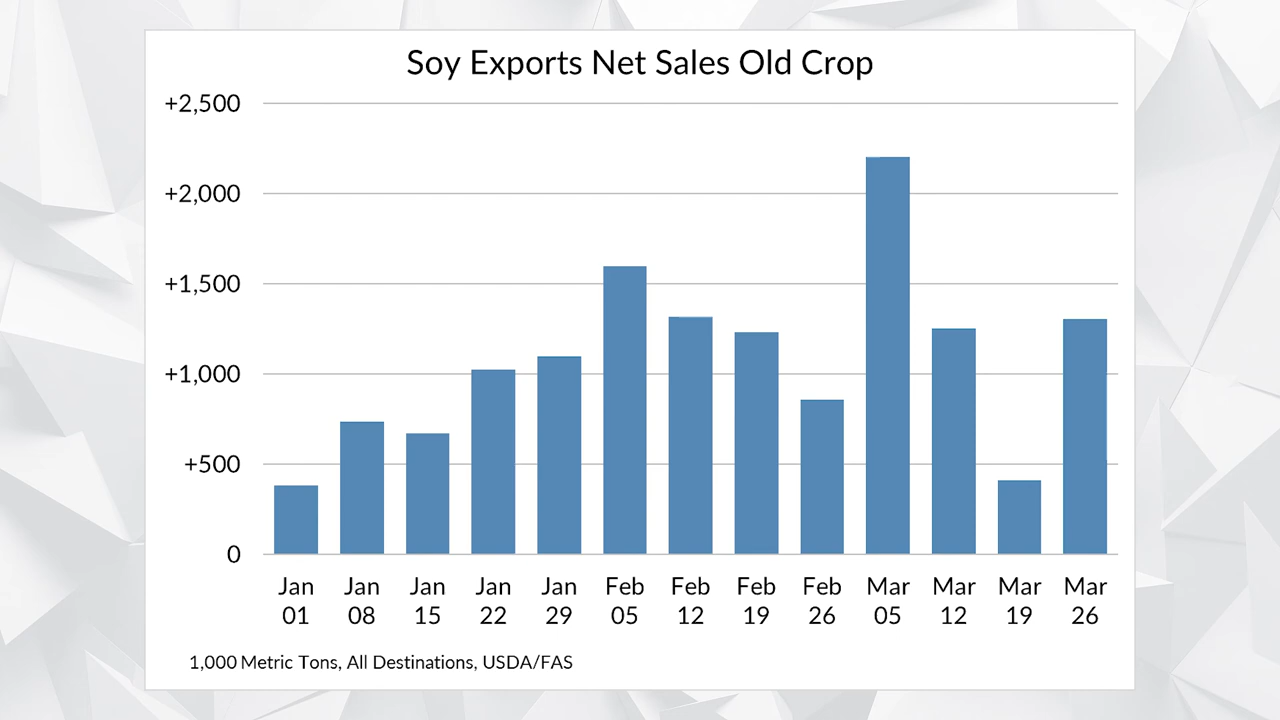 Soy Exports Net Sales Old Crop
+2,500
+2,000
+1,500
+1,000
+500
0
Jan 01
Jan 08
Jan 15
Jan 22
Jan 29
Feb 05
Feb 12
Feb 19
Feb 26
Mar 05
Mar 12
Mar 19
Mar 26
1,000 Metric Tons, All Destinations, USDA/FAS